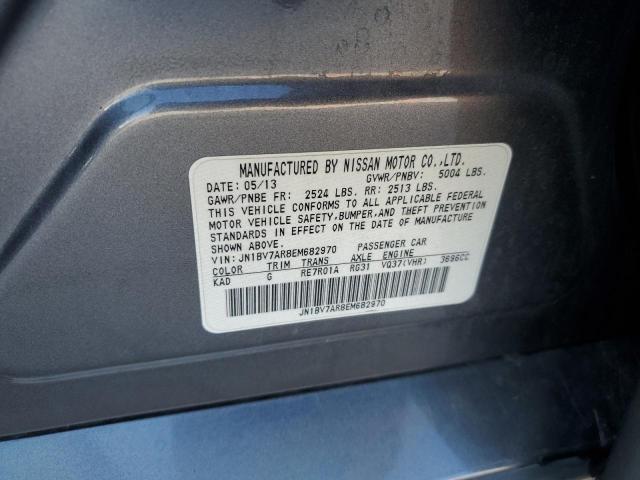 MANUFACTURED BY NISSAN MOTOR CO.,LTD.
DATE: 05/13 GVWR/PNBV: 5004 LBS.
GAWR/PNBE FR: 2524 LBS. RR: 2513 LBS.
THIS VEHICLE CONFORMS TO ALL APPLICABLE FEDERAL
MOTOR VEHICLE SAFETY,BUMPER,AND THEFT PREVENTION
STANDARDS IN EFFECT ON THE DATE OF MANUFACTURE
SHOWN ABOVE.
VIN: JN1BV7AR8EM682970 PASSENGER CAR
COLOR TRIM TRANS AXLE ENGINE
KAD G RE7R01A RG31 VQ37(VHR) 3696CC
JN1BV7AR8EM682970